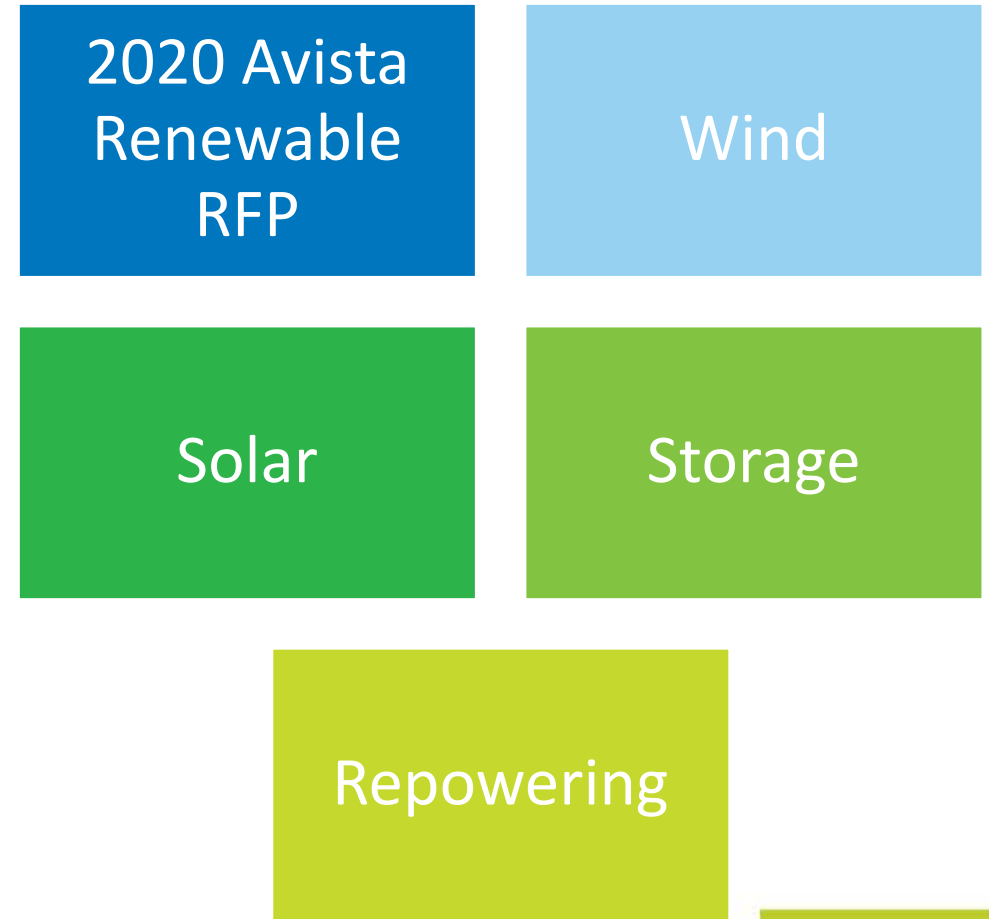 2020 Avista
Renewable
RFP
Wind
Solar
Storage
Repowering